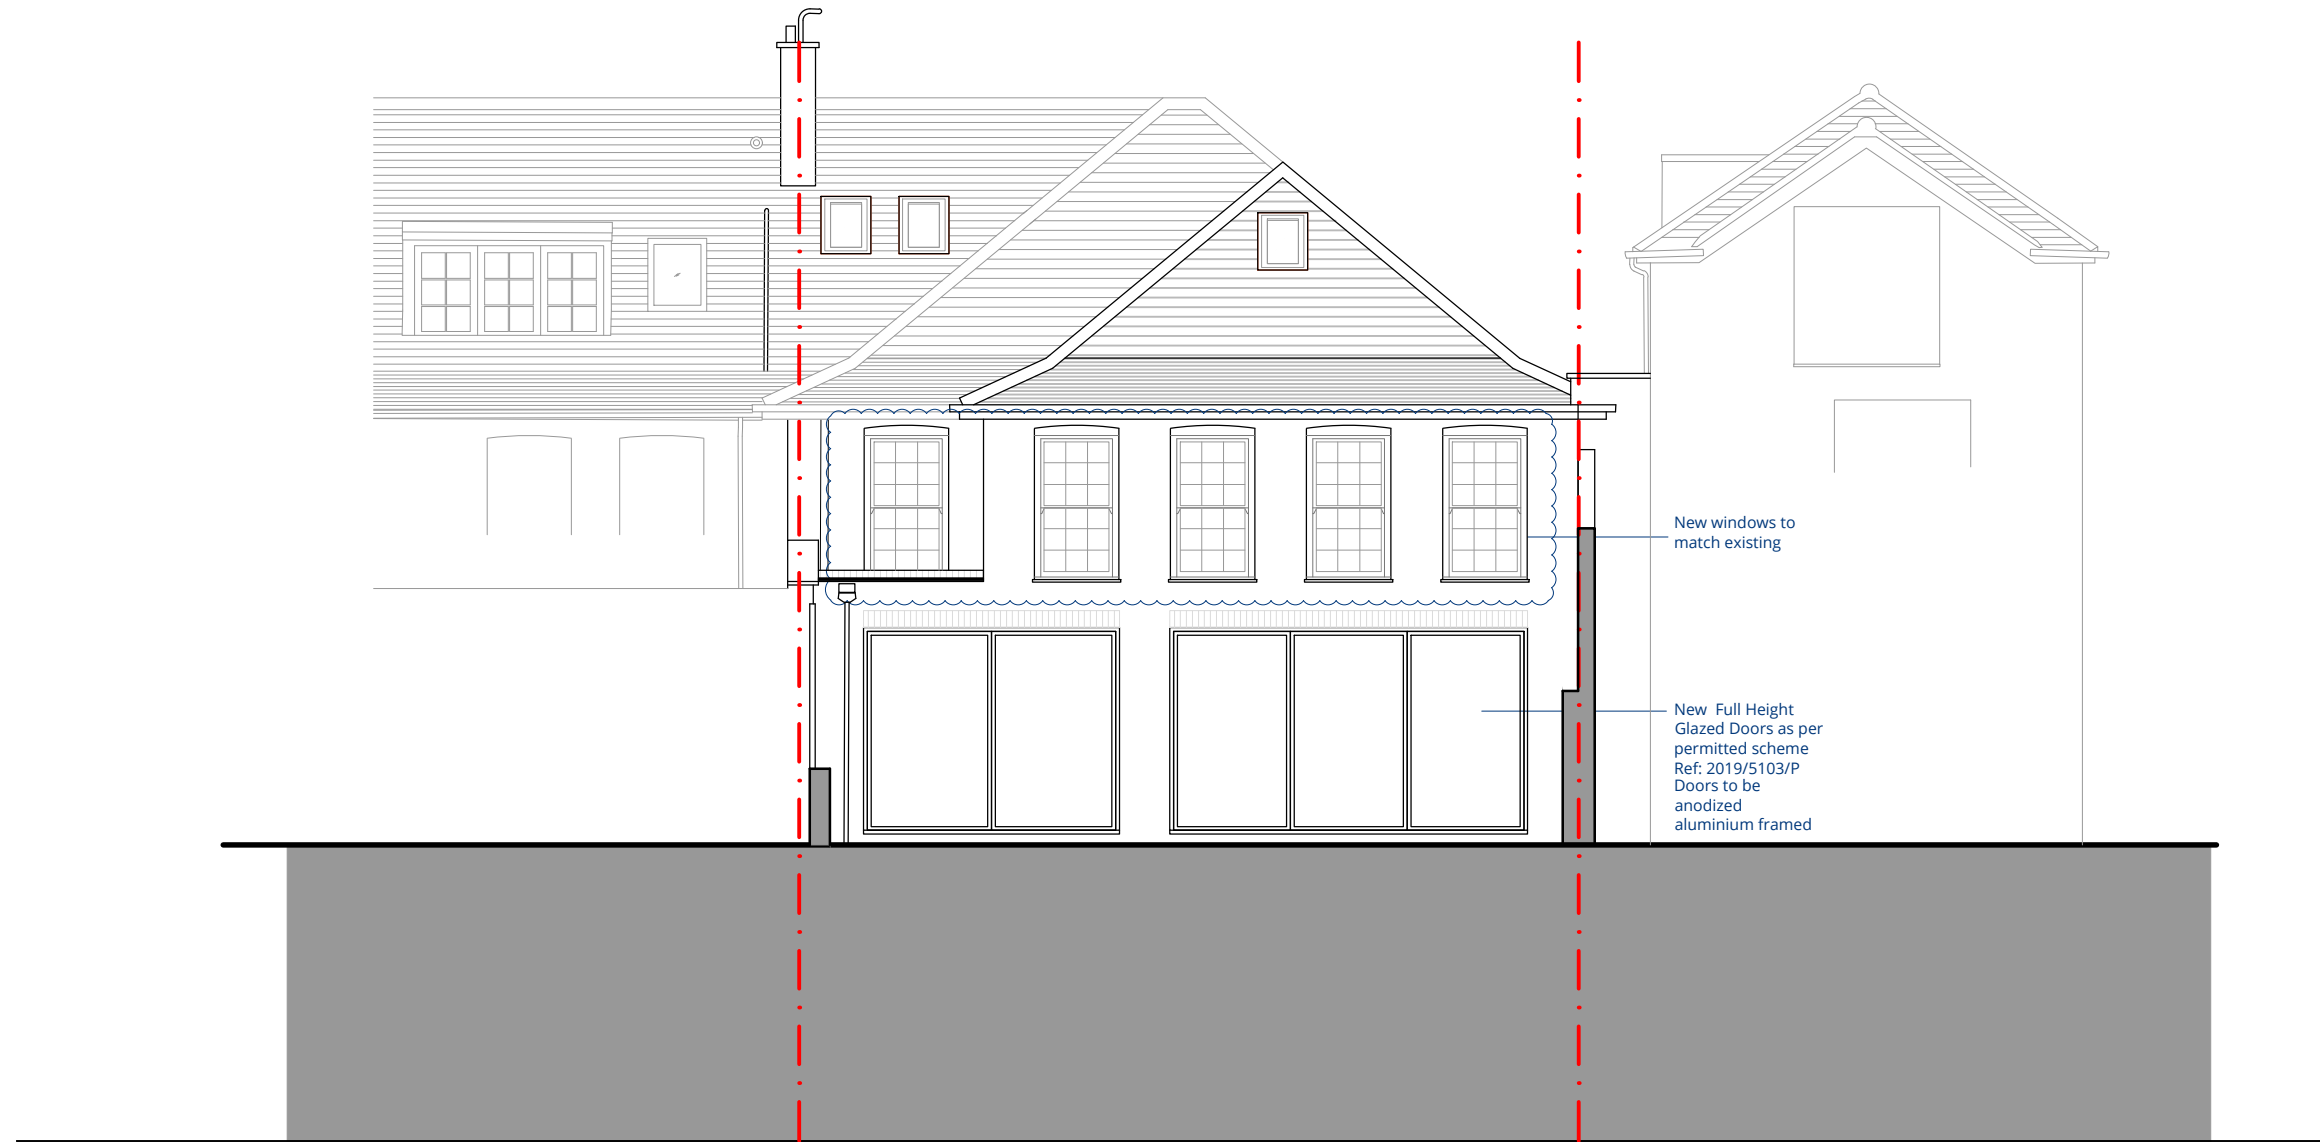 New windows to
match existing
New Full Height
Glazed Doors as per
permitted scheme
Ref: 2019/5103/P
Doors to be
anodized
aluminium framed